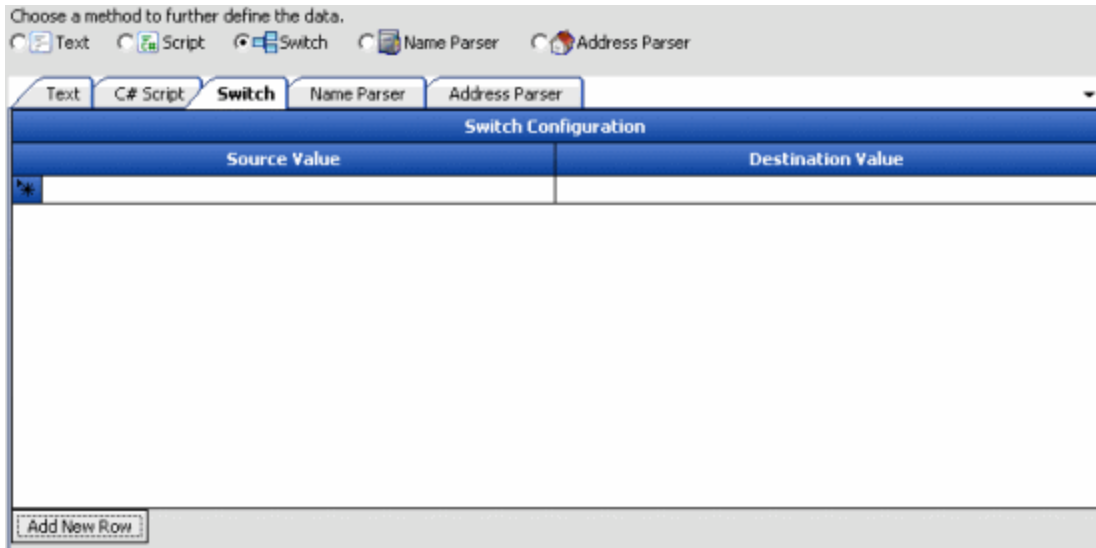 Choose a method to further define the data.
Text Script Switch Name Parser Address Parser
Text C# Script Switch Name Parser Address Parser
Switch Configuration
Source Value Destination Value
Add New Row